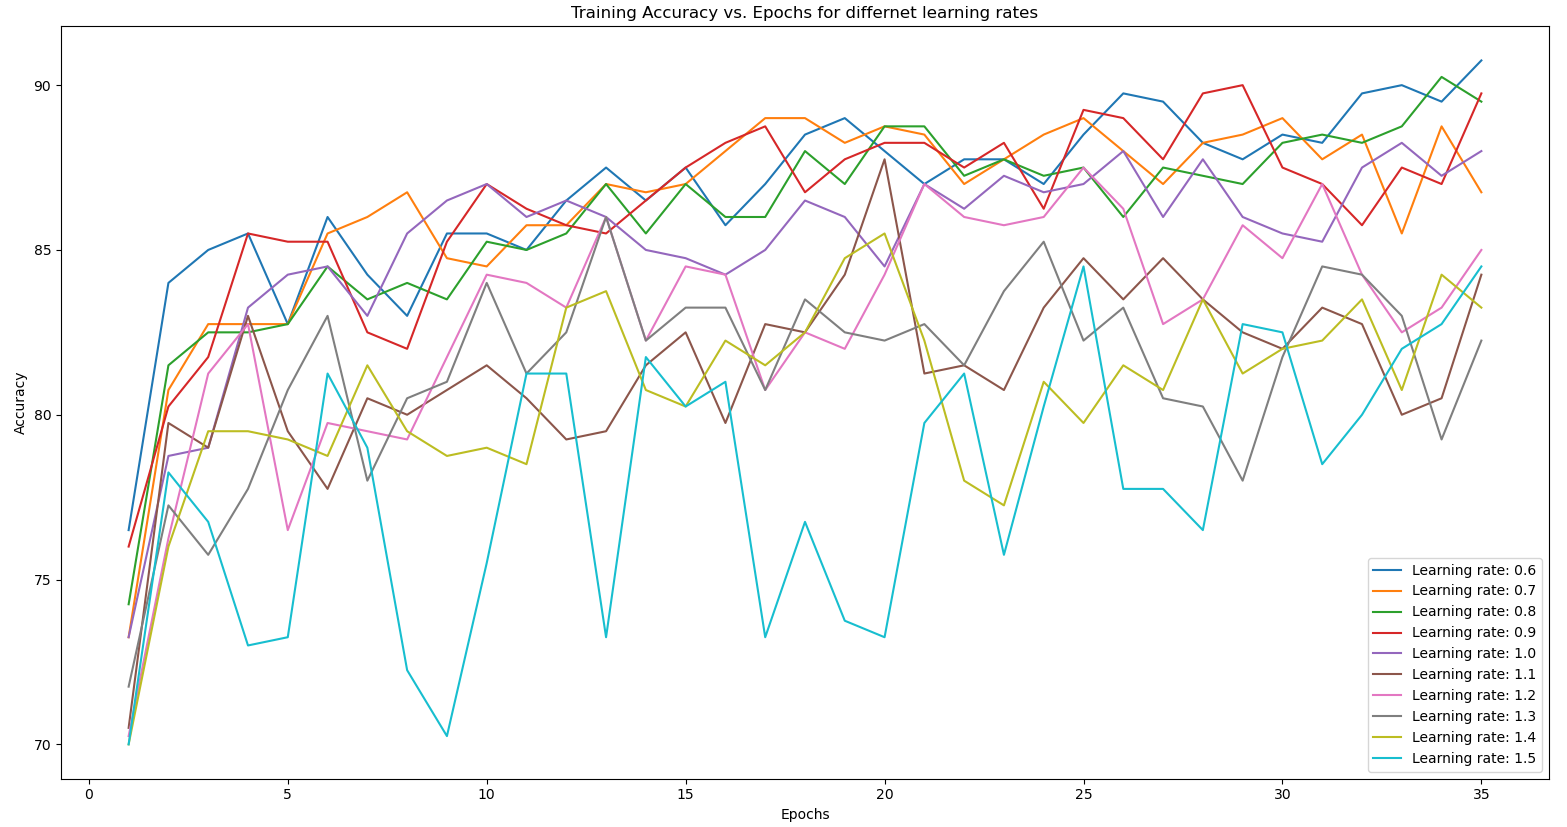 Training Accuracy vs. Epochs for differnet learning rates
Accuracy
90
85
80
75
70
0 5 10 15 20 25 30 35
Epochs
Learning rate: 0.6
Learning rate: 0.7
Learning rate: 0.8
Learning rate: 0.9
Learning rate: 1.0
Learning rate: 1.1
Learning rate: 1.2
Learning rate: 1.3
Learning rate: 1.4
Learning rate: 1.5